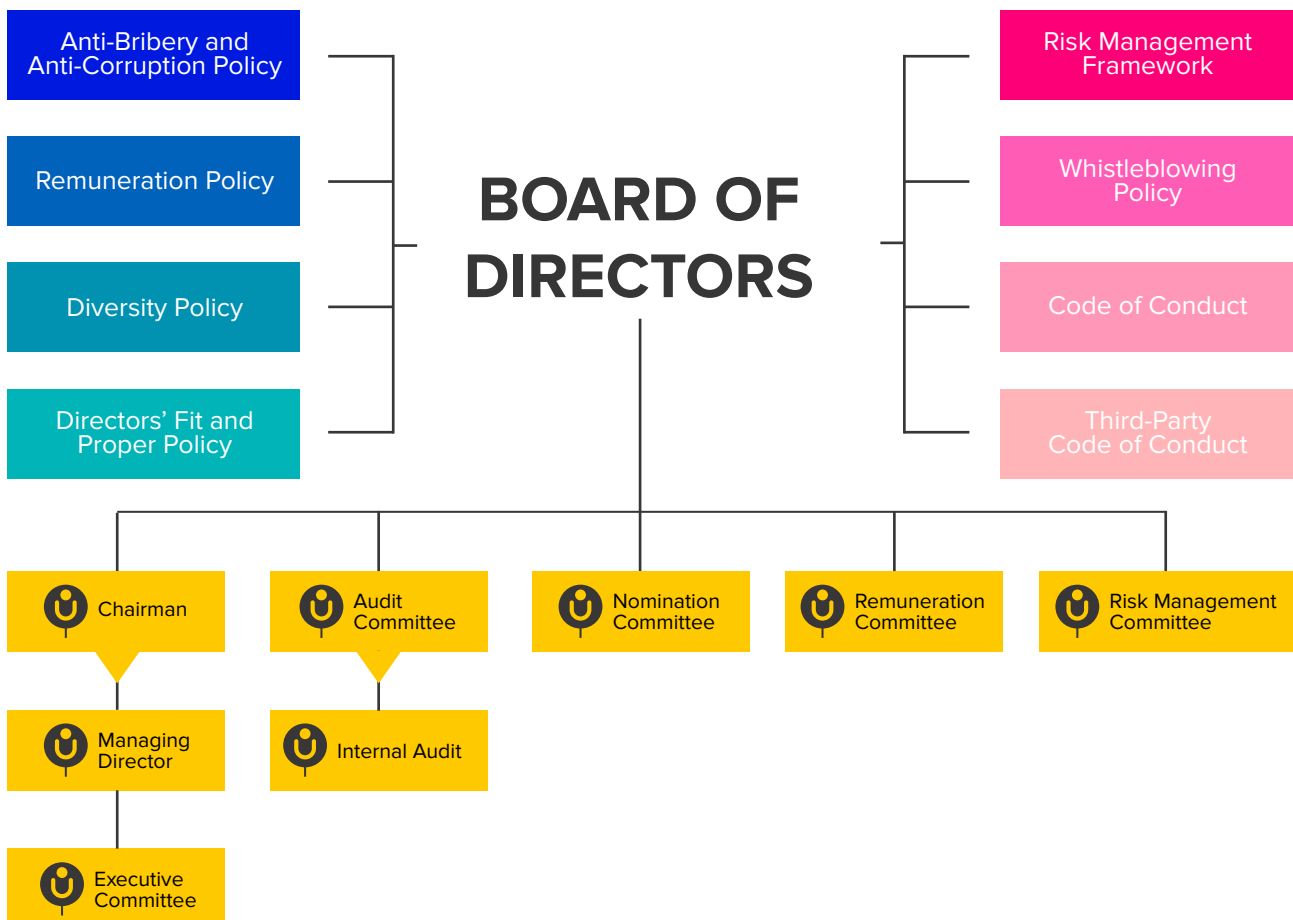 Anti-Bribery and
Anti-Corruption Policy
Remuneration Policy
Diversity Policy
Directors’ Fit and
Proper Policy
BOARD OF
DIRECTORS
Risk Management
Framework
Whistleblowing
Policy
Code of Conduct
Third-Party
Code of Conduct
Chairman
Audit
Committee
Nomination
Committee
Remuneration
Committee
Risk Management
Committee
Managing
Director
Internal Audit
Executive
Committee